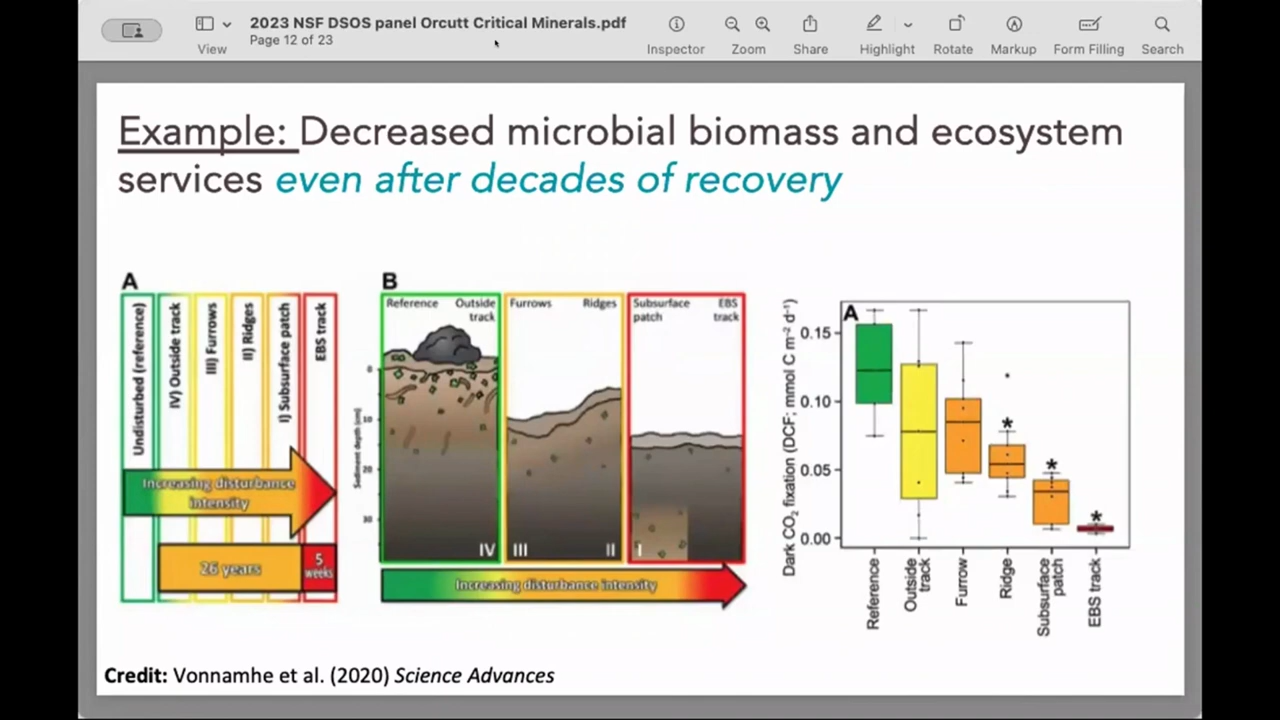 2023 NSF DSOS panel Orcutt Critical Minerals.pdf
Page 12 of 23
View
Inspector
Zoom
Share
Highlight
Rotate
Markup
Form Filling
Search
Example: Decreased microbial biomass and ecosystem
services even after decades of recovery
A
Undisturbed (reference)
IV) Outside track
III) Furrows
II) Ridges
I) Subsurface patch
EBS track
Increasing disturbance
intensity
26 years
5
weeks
B
Reference
Outside
track
Furrows
Ridges
Subsurface
patch
EBS
track
Sediment depth (cm)
0
10
20
30
IV
III
II
I
Increasing disturbance intensity
A
Dark CO₂ fixation (DCF; mmol C m⁻² d⁻¹)
0.15
0.10
0.05
0.00
*
*
*
Reference
Outside
track
Furrow
Ridge
Subsurface
patch
EBS track
Credit: Vonnamhe et al. (2020) Science Advances